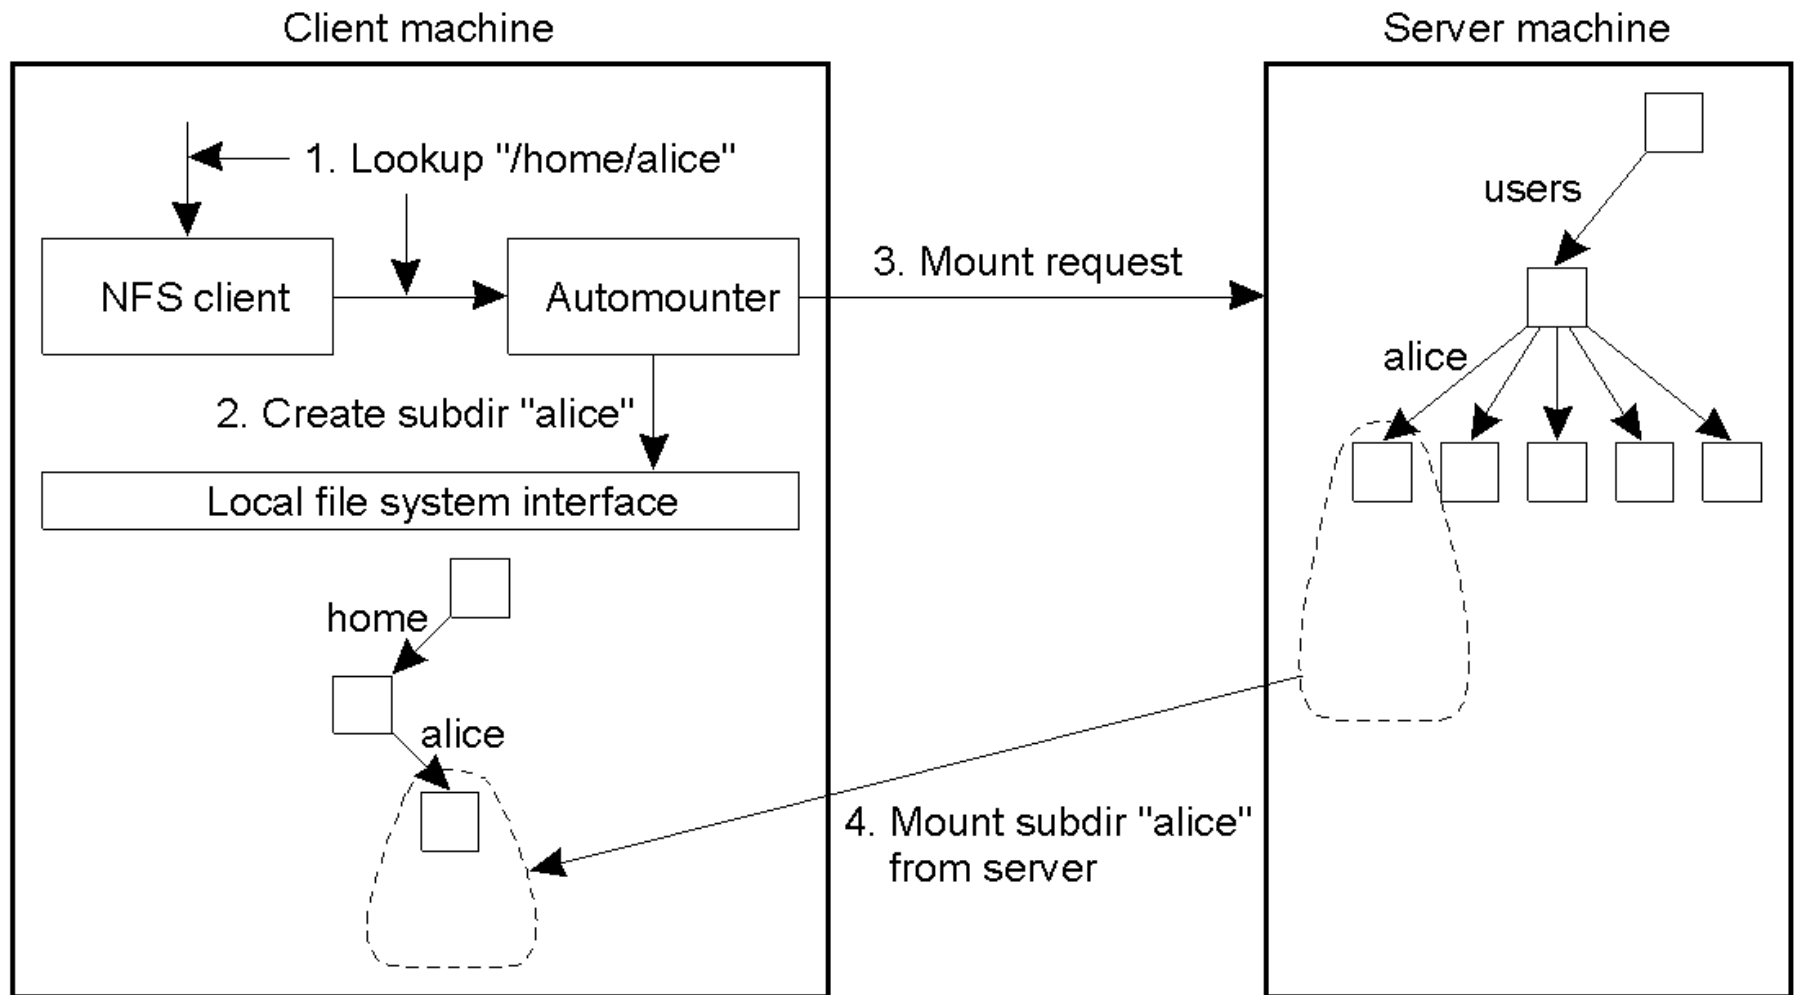 Client machine
Server machine
1. Lookup "/home/alice"
users
NFS client
Automounter
3. Mount request
alice
2. Create subdir "alice"
Local file system interface
home
alice
4. Mount subdir "alice"
from server